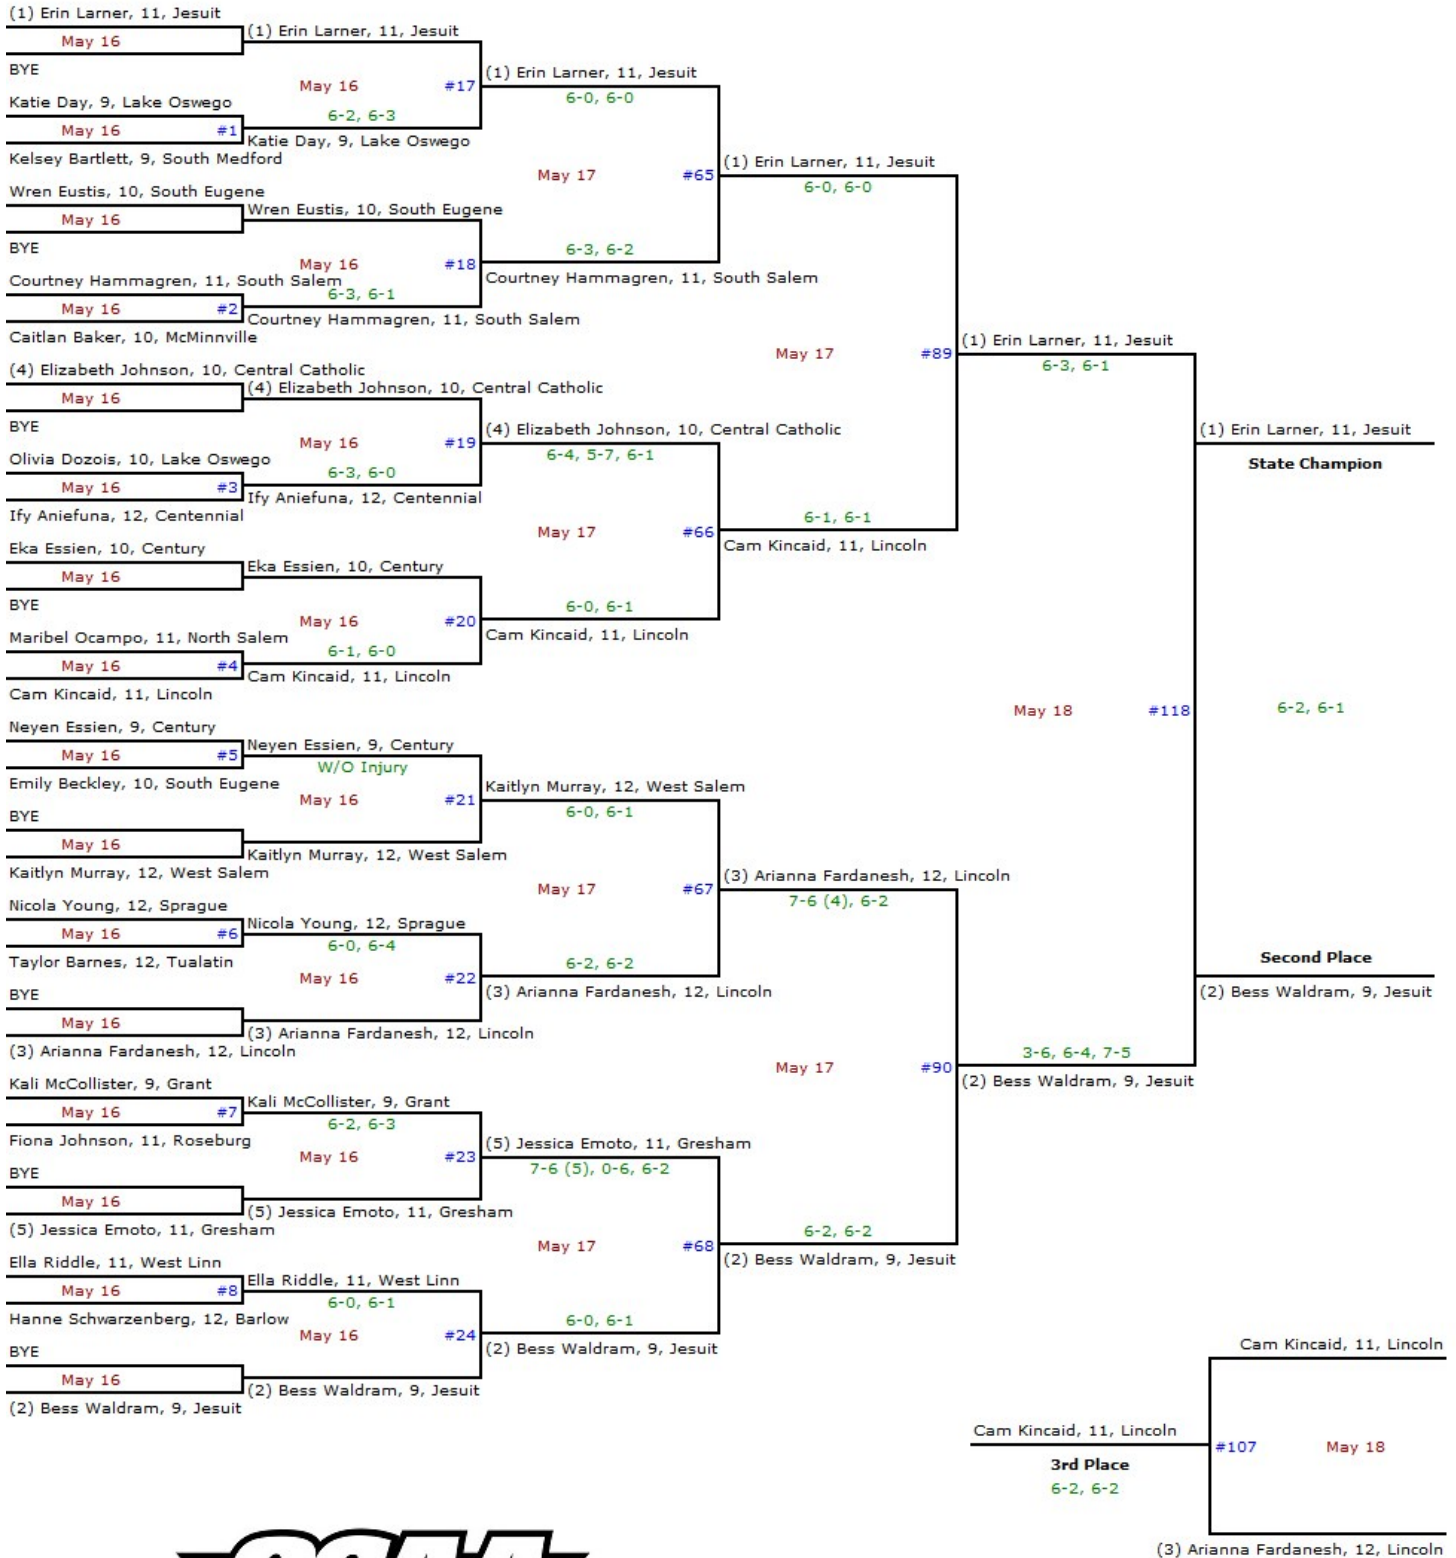 (1) Erin Larner, 11, Jesuit
May 16
BYE
Katie Day, 9, Lake Oswego
May 16 #1
Kelsey Bartlett, 9, South Medford
Wren Eustis, 10, South Eugene
May 16
BYE
Courtney Hammagren, 11, South Salem
May 16 #2
Caitlan Baker, 10, McMinnville
(4) Elizabeth Johnson, 10, Central Catholic
May 16
BYE
Olivia Dozois, 10, Lake Oswego
May 16 #3
Ify Aniefuna, 12, Centennial
Eka Essien, 10, Century
May 16
BYE
Maribel Ocampo, 11, North Salem
May 16 #4
Cam Kincaid, 11, Lincoln
Neyen Essien, 9, Century
May 16 #5
Emily Beckley, 10, South Eugene
BYE
May 16
Kaitlyn Murray, 12, West Salem
Nicola Young, 12, Sprague
May 16 #6
Taylor Barnes, 12, Tualatin
BYE
May 16
(3) Arianna Fardanesh, 12, Lincoln
Kali McCollister, 9, Grant
May 16 #7
Fiona Johnson, 11, Roseburg
BYE
May 16
(5) Jessica Emoto, 11, Gresham
Ella Riddle, 11, West Linn
May 16 #8
Hanne Schwarzenberg, 12, Barlow
BYE
May 16
(2) Bess Waldram, 9, Jesuit
(1) Erin Larner, 11, Jesuit
May 16 #17
6-2, 6-3
Katie Day, 9, Lake Oswego
Wren Eustis, 10, South Eugene
May 16 #18
6-3, 6-1
Courtney Hammagren, 11, South Salem
(4) Elizabeth Johnson, 10, Central Catholic
May 16 #19
6-3, 6-0
Ify Aniefuna, 12, Centennial
Eka Essien, 10, Century
May 16 #20
6-1, 6-0
Cam Kincaid, 11, Lincoln
Neyen Essien, 9, Century
W/O Injury
May 16 #21
Kaitlyn Murray, 12, West Salem
Nicola Young, 12, Sprague
6-0, 6-4
May 16 #22
(3) Arianna Fardanesh, 12, Lincoln
Kali McCollister, 9, Grant
6-2, 6-3
May 16 #23
(5) Jessica Emoto, 11, Gresham
Ella Riddle, 11, West Linn
6-0, 6-1
May 16 #24
(2) Bess Waldram, 9, Jesuit
(1) Erin Larner, 11, Jesuit
6-0, 6-0
May 17 #65
6-3, 6-2
Courtney Hammagren, 11, South Salem
(4) Elizabeth Johnson, 10, Central Catholic
6-4, 5-7, 6-1
May 17 #66
6-0, 6-1
Cam Kincaid, 11, Lincoln
Kaitlyn Murray, 12, West Salem
6-0, 6-1
May 17 #67
6-2, 6-2
(3) Arianna Fardanesh, 12, Lincoln
(5) Jessica Emoto, 11, Gresham
7-6 (5), 0-6, 6-2
May 17 #68
6-0, 6-1
(2) Bess Waldram, 9, Jesuit
(1) Erin Larner, 11, Jesuit
6-0, 6-0
May 17 #89
6-1, 6-1
Cam Kincaid, 11, Lincoln
(3) Arianna Fardanesh, 12, Lincoln
7-6 (4), 6-2
May 17 #90
6-2, 6-2
(2) Bess Waldram, 9, Jesuit
(1) Erin Larner, 11, Jesuit
6-3, 6-1
May 18 #118
3-6, 6-4, 7-5
(2) Bess Waldram, 9, Jesuit
(1) Erin Larner, 11, Jesuit
State Champion
6-2, 6-1
Second Place
(2) Bess Waldram, 9, Jesuit
Cam Kincaid, 11, Lincoln
Cam Kincaid, 11, Lincoln
#107 May 18
3rd Place
6-2, 6-2
(3) Arianna Fardanesh, 12, Lincoln